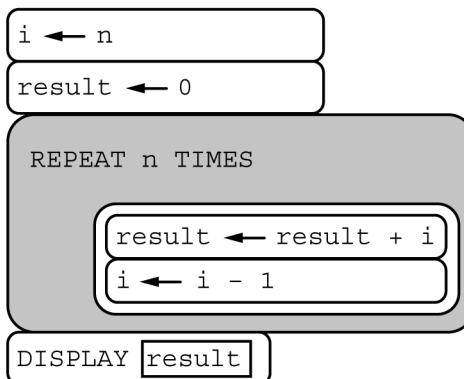 i ← n
result ← 0
REPEAT n TIMES
result ← result + i
i ← i - 1
DISPLAY result